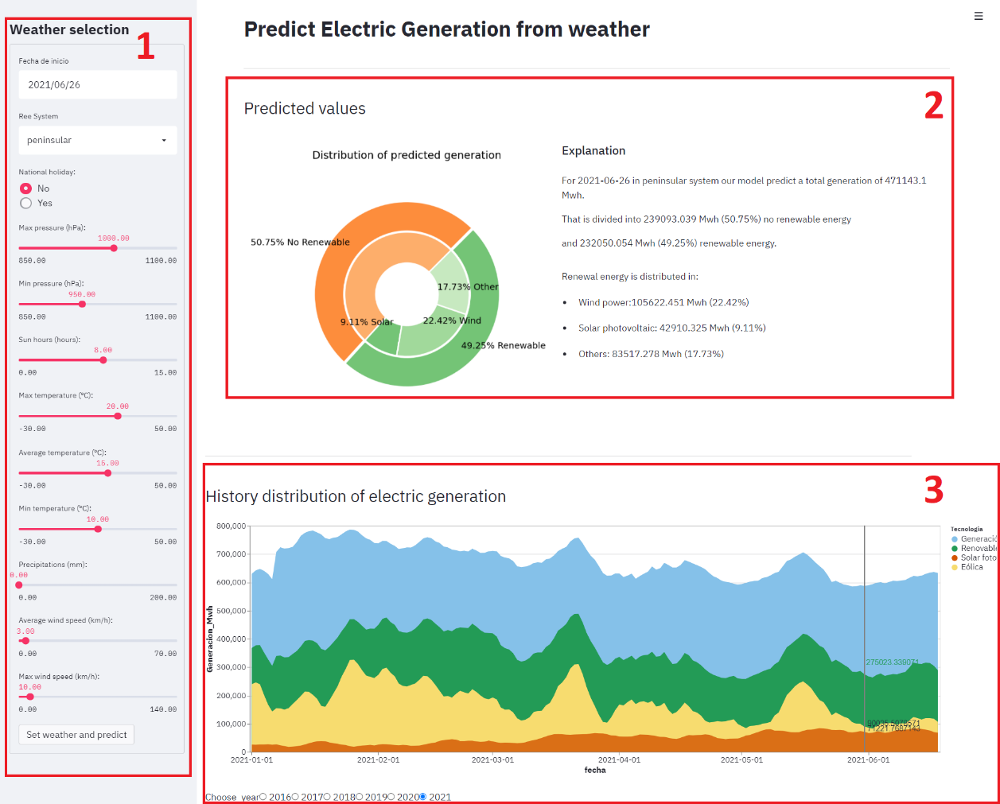 Weather selection
1
Fecha de inicio
2021/06/26
Ree System
peninsular
National holiday:
No
Yes
Max pressure (hPa):
1000.00
850.00 1100.00
Min pressure (hPa):
950.00
850.00 1100.00
Sun hours (hours):
8.00
0.00 15.00
Max temperature (ºC):
20.00
-30.00 50.00
Average temperature (ºC):
15.00
-30.00 50.00
Min temperature (ºC):
10.00
-30.00 50.00
Precipitations (mm):
0.00
0.00 200.00
Average wind speed (km/h):
3.00
0.00 70.00
Max wind speed (km/h):
10.00
0.00 140.00
Set weather and predict
Predict Electric Generation from weather
2
Predicted values
Distribution of predicted generation
50.75% No Renewable
17.73% Other
9.11% Solar
22.42% Wind
49.25% Renewable
Explanation
For 2021-06-26 in peninsular system our model predict a total generation of 471143.1
Mwh.
That is divided into 239093.039 Mwh (50.75%) no renewable energy
and 232050.054 Mwh (49.25%) renewable energy.
Renewal energy is distributed in:
Wind power:105622.451 Mwh (22.42%)
Solar photovoltaic: 42910.325 Mwh (9.11%)
Others: 83517.278 Mwh (17.73%)
3
History distribution of electric generation
Generacion_Mwh
800,000
700,000
600,000
500,000
400,000
300,000
200,000
100,000
0
275023.339071
2021-01-01 2021-02-01 2021-03-01 2021-04-01 2021-05-01 2021-06-01
fecha
Tecnologia
Generació
Renovable
Solar foto
Eólica
Choose_year 2016 2017 2018 2019 2020 2021